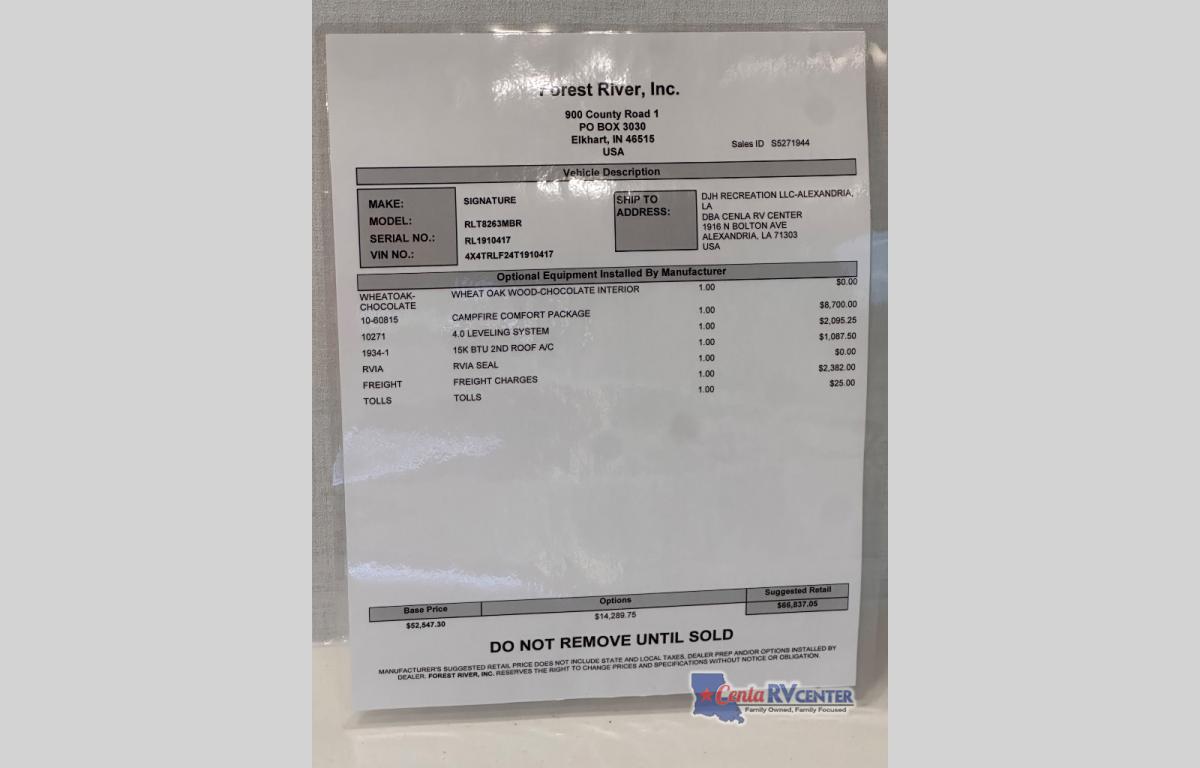 Forest River, Inc.
900 County Road 1
PO BOX 3030
Elkhart, IN 46515
USA
Sales ID S5271944
Vehicle Description
MAKE: SIGNATURE
MODEL: RLT8263MBR
SERIAL NO.: RL1910417
VIN NO.: 4X4TRLF24T1910417
SHIP TO
ADDRESS:
DJH RECREATION LLC-ALEXANDRIA,
LA
DBA CENLA RV CENTER
1916 N BOLTON AVE
ALEXANDRIA, LA 71303
USA
Optional Equipment Installed By Manufacturer
WHEATOAK-
CHOCOLATE WHEAT OAK WOOD-CHOCOLATE INTERIOR 1.00 $0.00
10-60815 CAMPFIRE COMFORT PACKAGE 1.00 $8,700.00
10271 4.0 LEVELING SYSTEM 1.00 $2,095.25
1934-1 15K BTU 2ND ROOF A/C 1.00 $1,087.50
RVIA RVIA SEAL 1.00 $0.00
FREIGHT FREIGHT CHARGES 1.00 $2,382.00
TOLLS TOLLS 1.00 $25.00
Base Price Options Suggested Retail
$52,547.30 $14,289.75 $66,837.05
DO NOT REMOVE UNTIL SOLD
MANUFACTURER'S SUGGESTED RETAIL PRICE DOES NOT INCLUDE STATE AND LOCAL TAXES, DEALER PREP AND/OR OPTIONS INSTALLED BY
DEALER. FOREST RIVER, INC. RESERVES THE RIGHT TO CHANGE PRICES AND SPECIFICATIONS WITHOUT NOTICE OR OBLIGATION.
Cenla RV CENTER
Family Owned, Family Focused